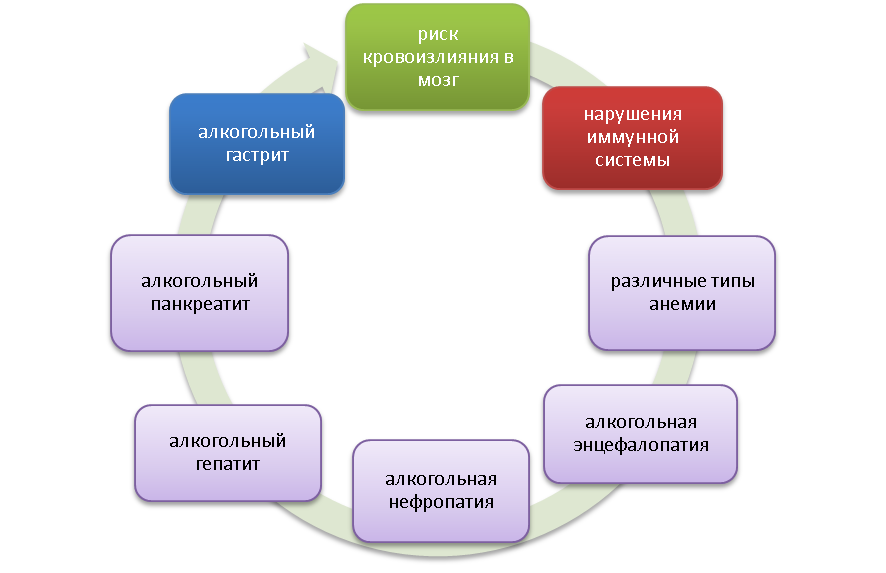 риск
кровоизлияния в
мозг
нарушения
иммунной
системы
различные типы
анемии
алкогольная
энцефалопатия
алкогольная
нефропатия
алкогольный
гепатит
алкогольный
панкреатит
алкогольный
гастрит